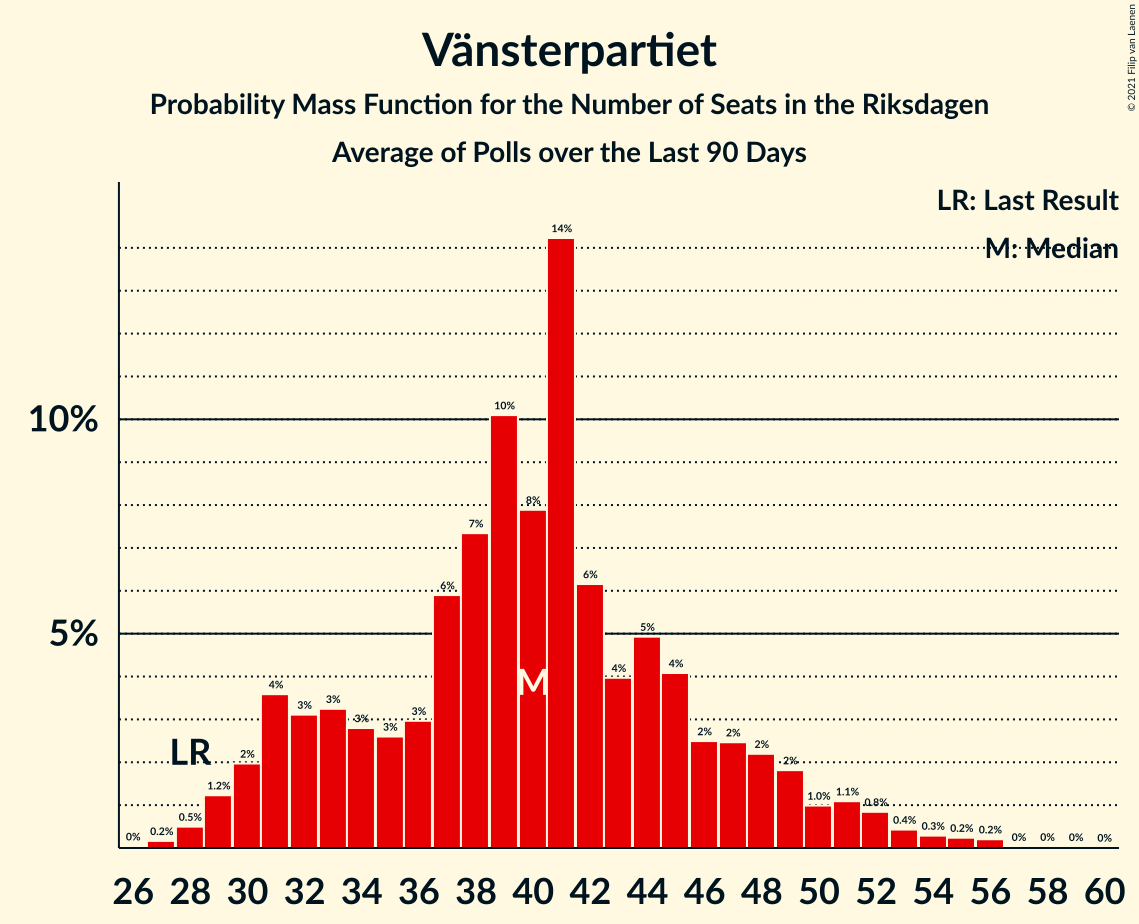 © 2021 Filip van Laenen
Vänsterpartiet
Probability Mass Function for the Number of Seats in the Riksdagen
Average of Polls over the Last 90 Days
LR: Last Result
M: Median
10%
5%
LR
M
0% 0.2% 0.5% 1.2% 2% 4% 3% 3% 3% 3% 3% 6% 7% 10% 8% 14% 6% 4% 5% 4% 2% 2% 2% 2% 1.0% 1.1% 0.8% 0.4% 0.3% 0.2% 0.2% 0% 0% 0% 0%
26 28 30 32 34 36 38 40 42 44 46 48 50 52 54 56 58 60